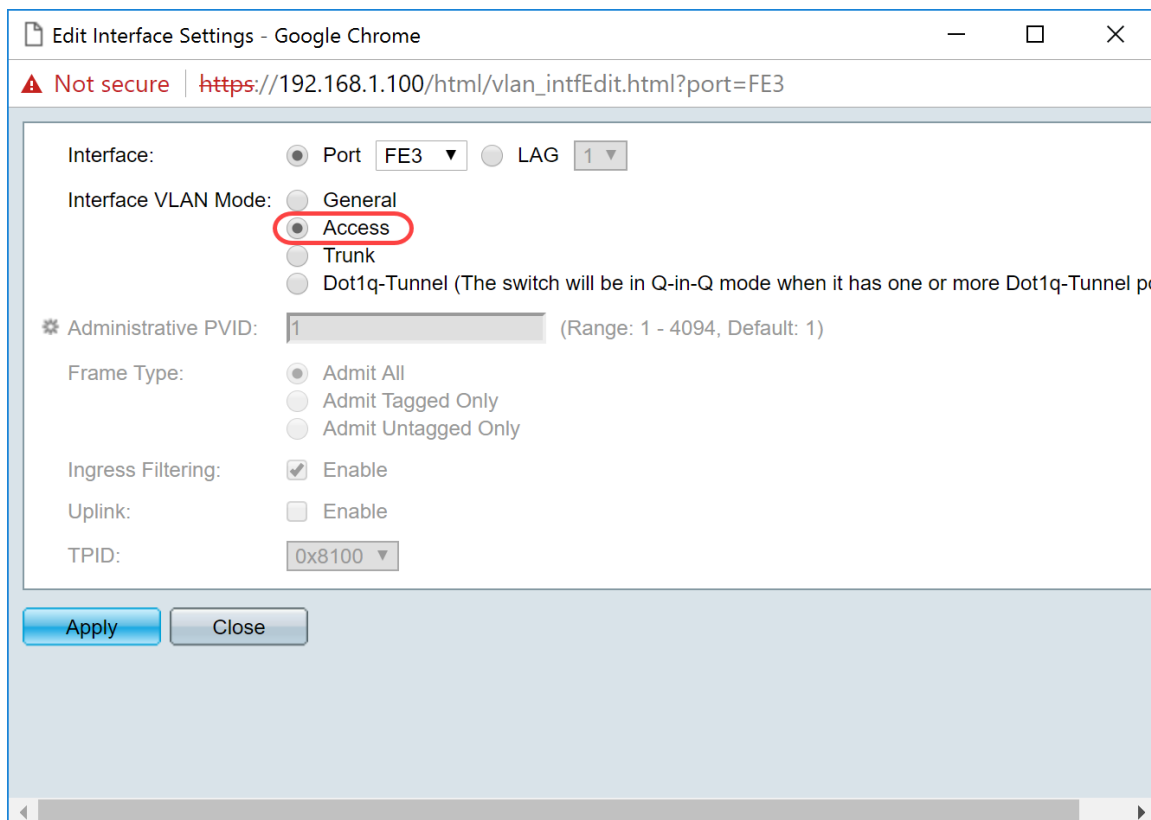 Edit Interface Settings - Google Chrome
Not secure https://192.168.1.100/html/vlan_intfEdit.html?port=FE3
Interface: Port FE3 LAG 1
Interface VLAN Mode: General
Access
Trunk
Dot1q-Tunnel (The switch will be in Q-in-Q mode when it has one or more Dot1q-Tunnel
Administrative PVID: 1 (Range: 1 - 4094, Default: 1)
Frame Type: Admit All
Admit Tagged Only
Admit Untagged Only
Ingress Filtering: Enable
Uplink: Enable
TPID: 0x8100
Apply Close